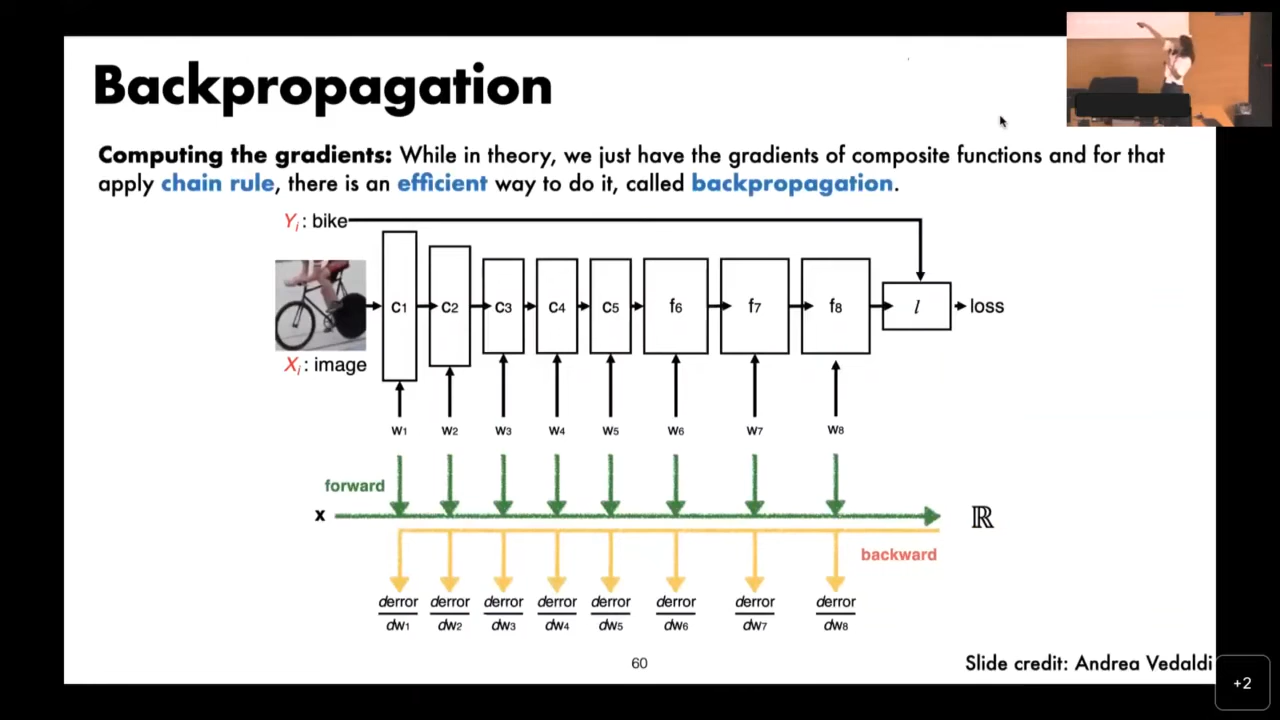 Backpropagation
Computing the gradients: While in theory, we just have the gradients of composite functions and for that
apply chain rule, there is an efficient way to do it, called backpropagation.
Yi : bike
c1 c2 c3 c4 c5 f6 f7 f8 l loss
Xi : image
w1 w2 w3 w4 w5 w6 w7 w8
forward
x ℝ
backward
derror derror derror derror derror derror derror derror
dw1 dw2 dw3 dw4 dw5 dw6 dw7 dw8
60
Slide credit: Andrea Vedaldi
+2